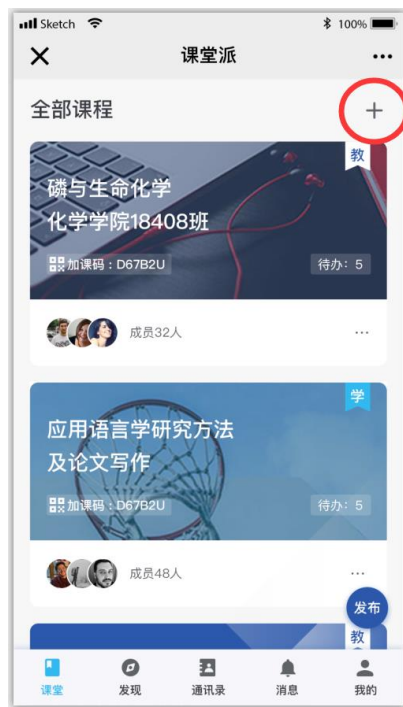 Sketch
100%
课堂派
全部课程
教
磷与生命化学
化学学院18408班
加课码：D67B2U
待办：5
成员32人
学
应用语言学研究方法
及论文写作
加课码：D67B2U
待办：5
成员48人
发布
教
课堂
发现
通讯录
消息
我的